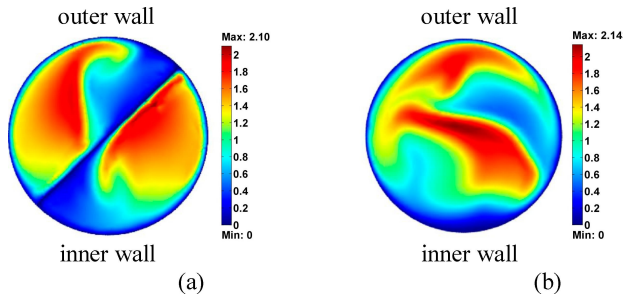 outer wall
Max: 2.10
2
1.8
1.6
1.4
1.2
1
0.8
0.6
0.4
0.2
0
Min: 0
inner wall
(a)
outer wall
Max: 2.14
2
1.8
1.6
1.4
1.2
1
0.8
0.6
0.4
0.2
0
Min: 0
inner wall
(b)